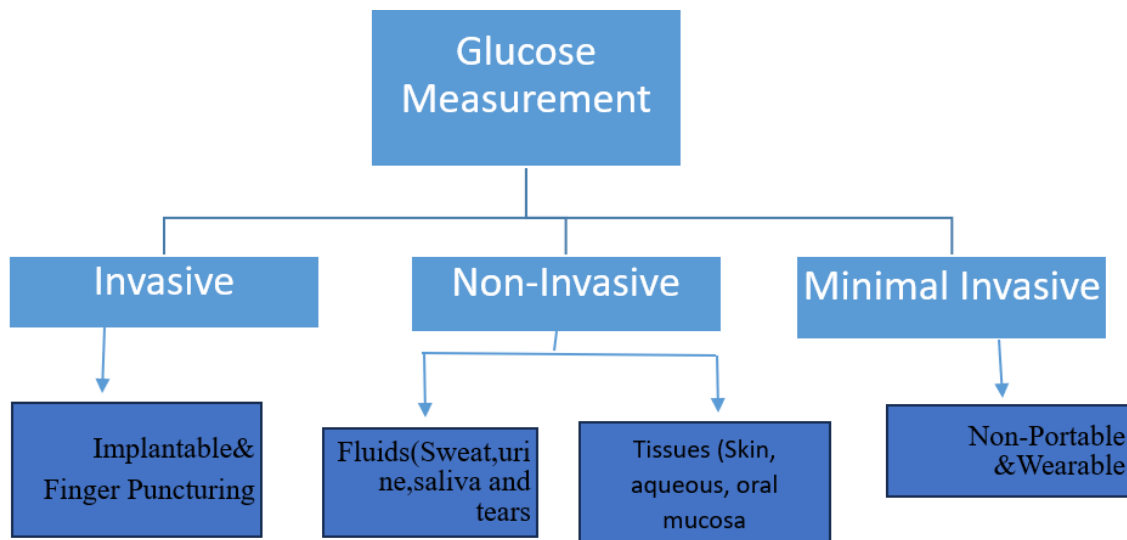 Glucose
Measurement
Invasive
Non-Invasive
Minimal Invasive
Implantable&
Finger Puncturing
Fluids(Sweat,uri
ne,saliva and
tears
Tissues (Skin,
aqueous, oral
mucosa
Non-Portable
&Wearable